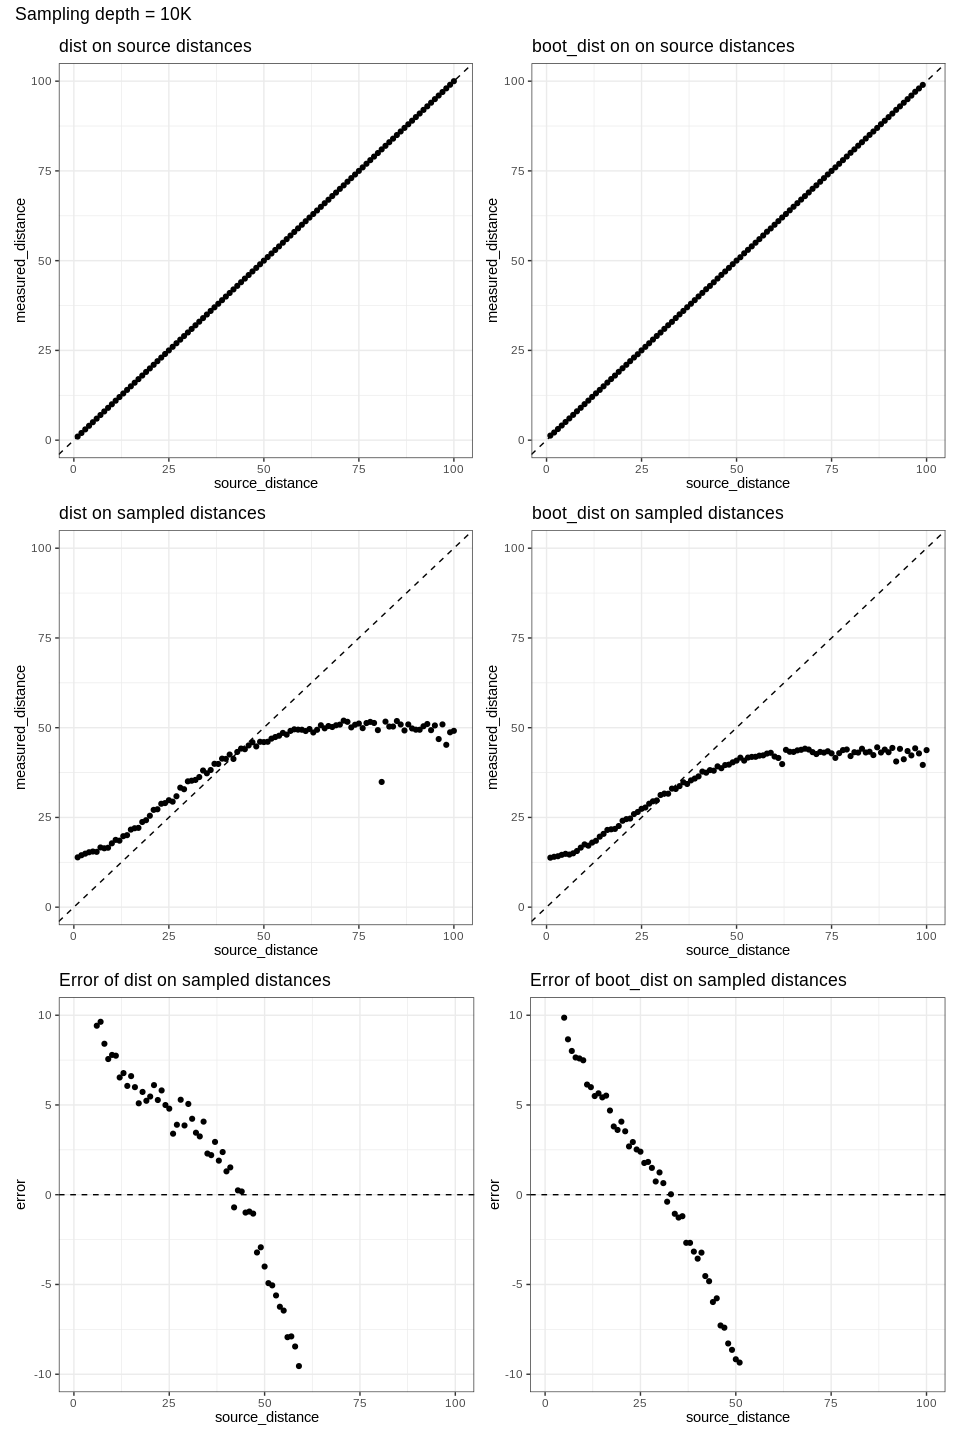 Sampling depth = 10K
dist on source distances
boot_dist on on source distances
100
75
50
25
0
measured_distance
0 25 50 75 100
source_distance
100
75
50
25
0
measured_distance
0 25 50 75 100
source_distance
dist on sampled distances
boot_dist on sampled distances
100
75
50
25
0
measured_distance
0 25 50 75 100
source_distance
100
75
50
25
0
measured_distance
0 25 50 75 100
source_distance
Error of dist on sampled distances
Error of boot_dist on sampled distances
10
5
0
-5
-10
error
0 25 50 75 100
source_distance
10
5
0
-5
-10
error
0 25 50 75 100
source_distance